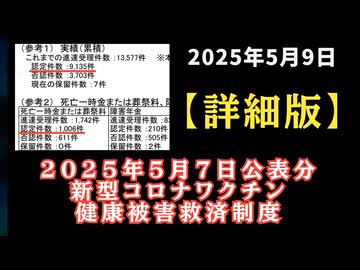 (参考1) 実績(累積)
これまでの進達受理件数:13,577件 ※本
認定件数:9,135件
否認件数:3,703件
現在の保留件数:7件
(参考2) 死亡一時金または葬祭料、障
死亡一時金または葬祭料 障害年金
進達受理件数:1,742件 進達受理件数:82
認定件数:1,006件 認定件数:210件
否認件数:611件 否認件数:505件
保留件数:0件 保留件数:2件
2025年5月9日
【詳細版】
2025年5月7日公表分
新型コロナワクチン
健康被害救済制度